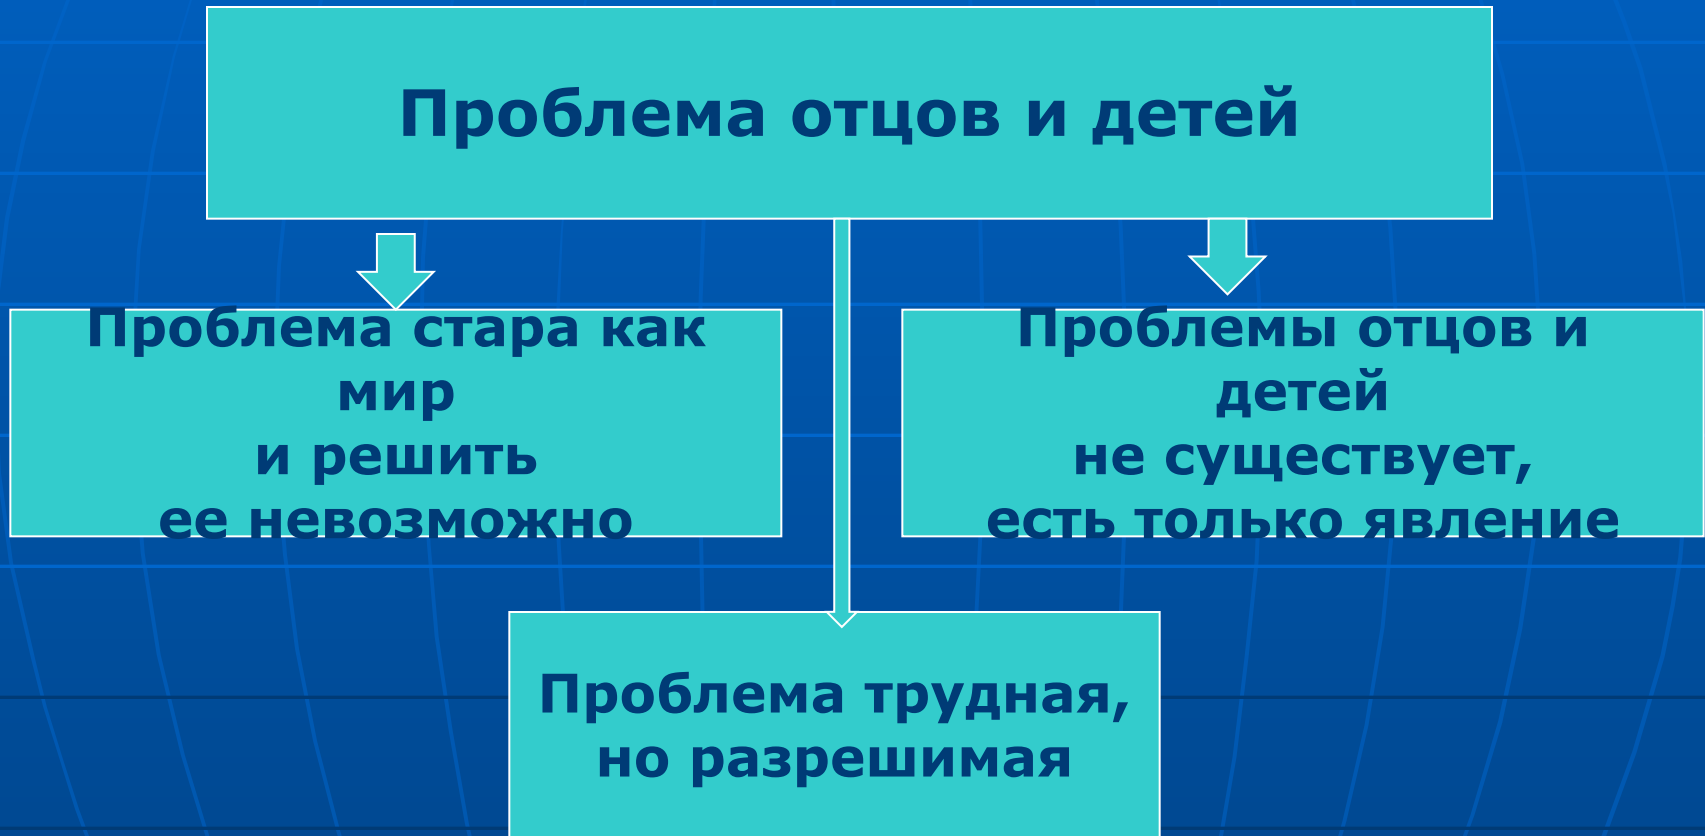 Проблема отцов и детей
Проблема стара как
мир
и решить
ее невозможно
Проблемы отцов и
детей
не существует,
есть только явление
Проблема трудная,
но разрешимая